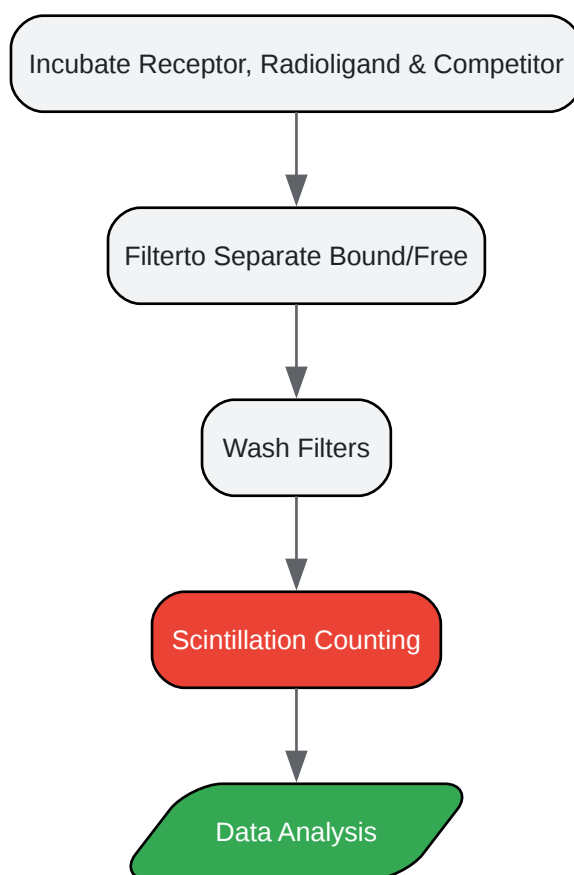 Incubate Receptor, Radioligand & Competitor
Filterto Separate Bound/Free
Wash Filters
Scintillation Counting
Data Analysis